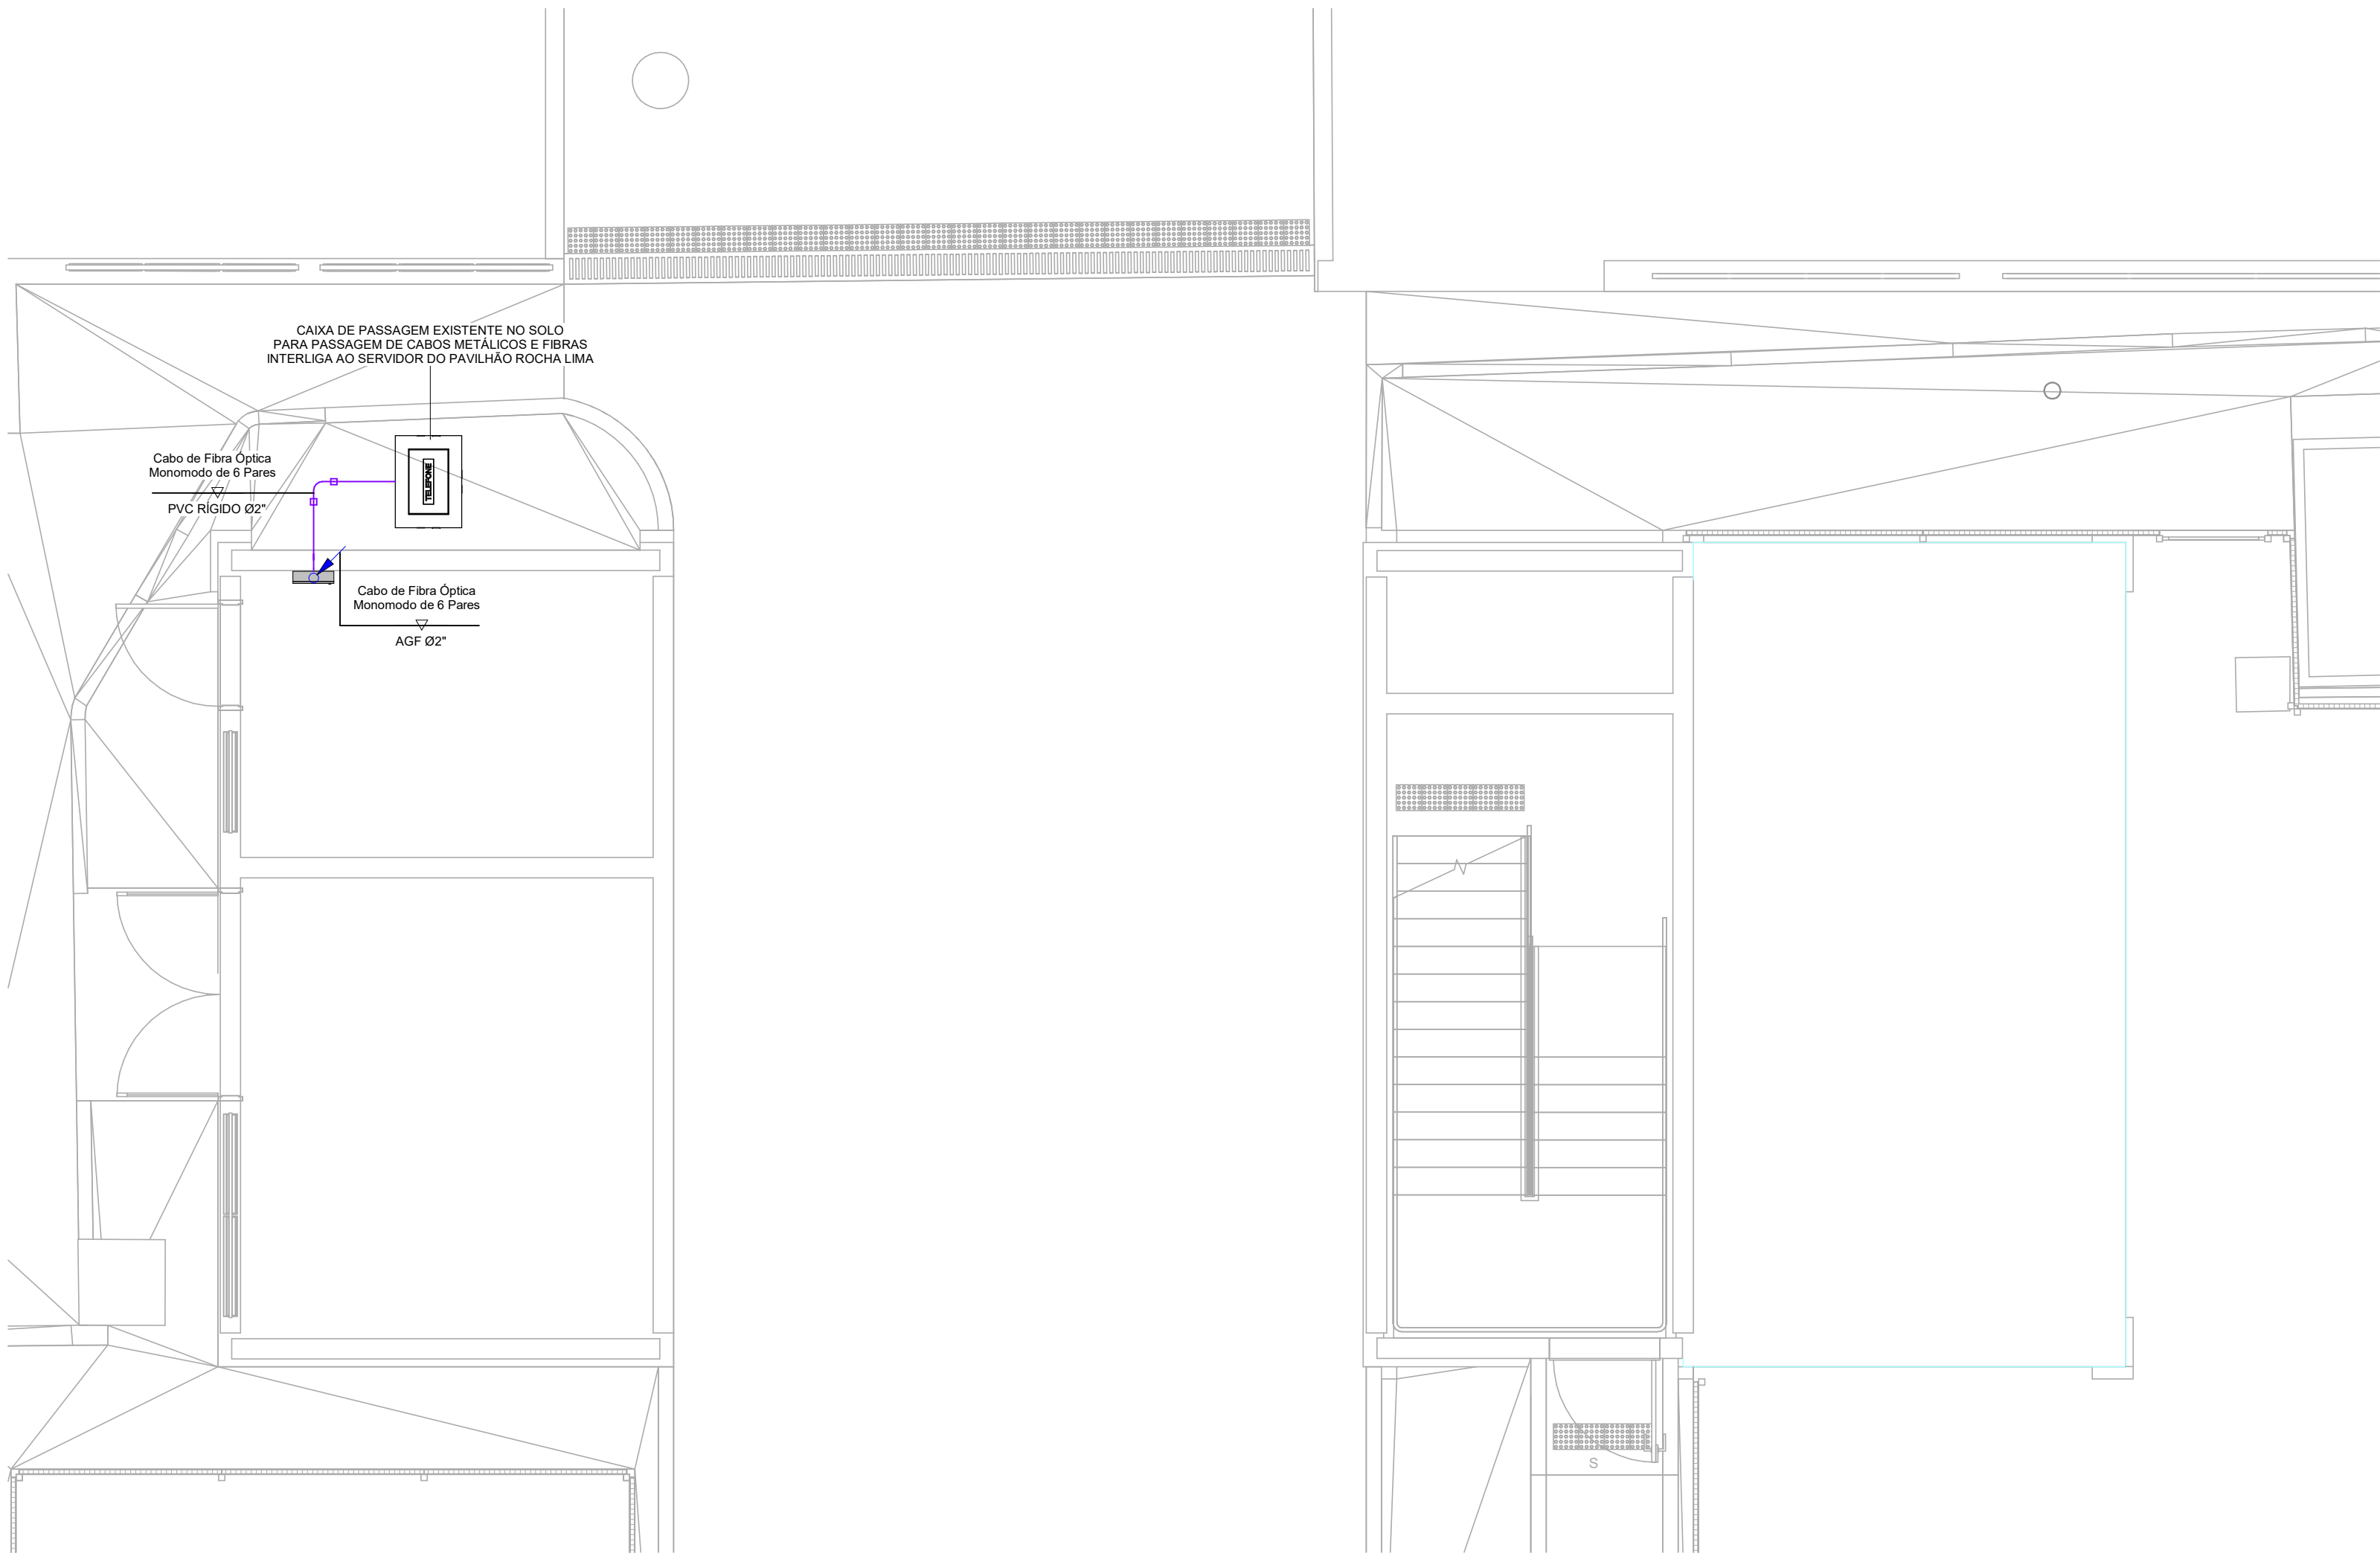 CAIXA DE PASSAGEM EXISTENTE NO SOLO
PARA PASSAGEM DE CABOS METÁLICOS E FIBRAS
INTERLIGA AO SERVIDOR DO PAVILHÃO ROCHA LIMA
Cabo de Fibra Óptica
Monomodo de 6 Pares
PVC RÍGIDO Ø2"
TELEFONE
Cabo de Fibra Óptica
Monomodo de 6 Pares
AGF Ø2"
S